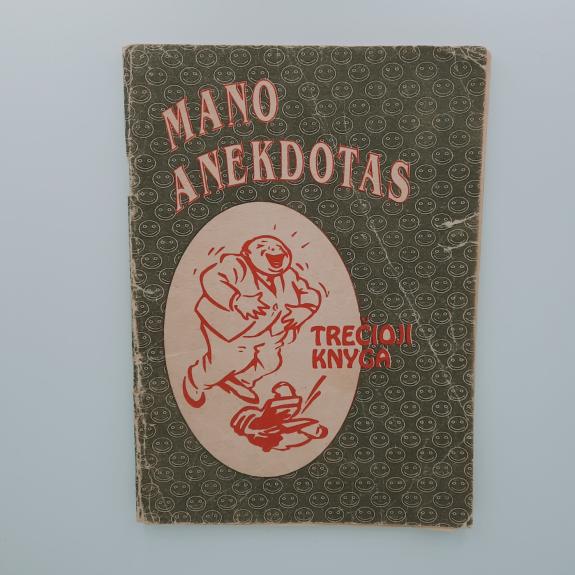 MANO
ANEKDOTAS
TREČIOJI
KNYGA